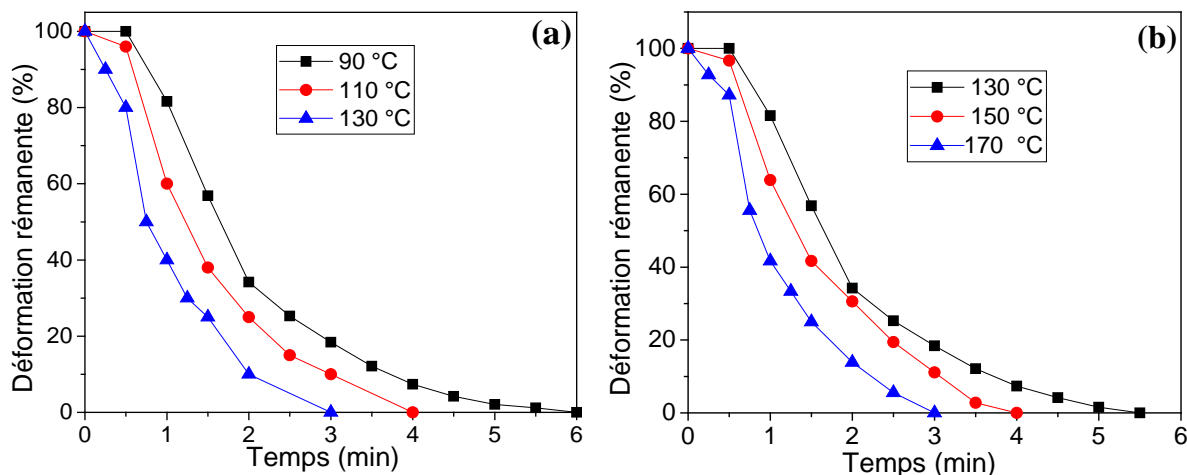 (a)
90 °C
110 °C
130 °C
Déformation rémanente (%)
100
80
60
40
20
0
0 1 2 3 4 5 6
Temps (min)
(b)
130 °C
150 °C
170 °C
Déformation rémanente (%)
100
80
60
40
20
0
0 1 2 3 4 5 6
Temps (min)